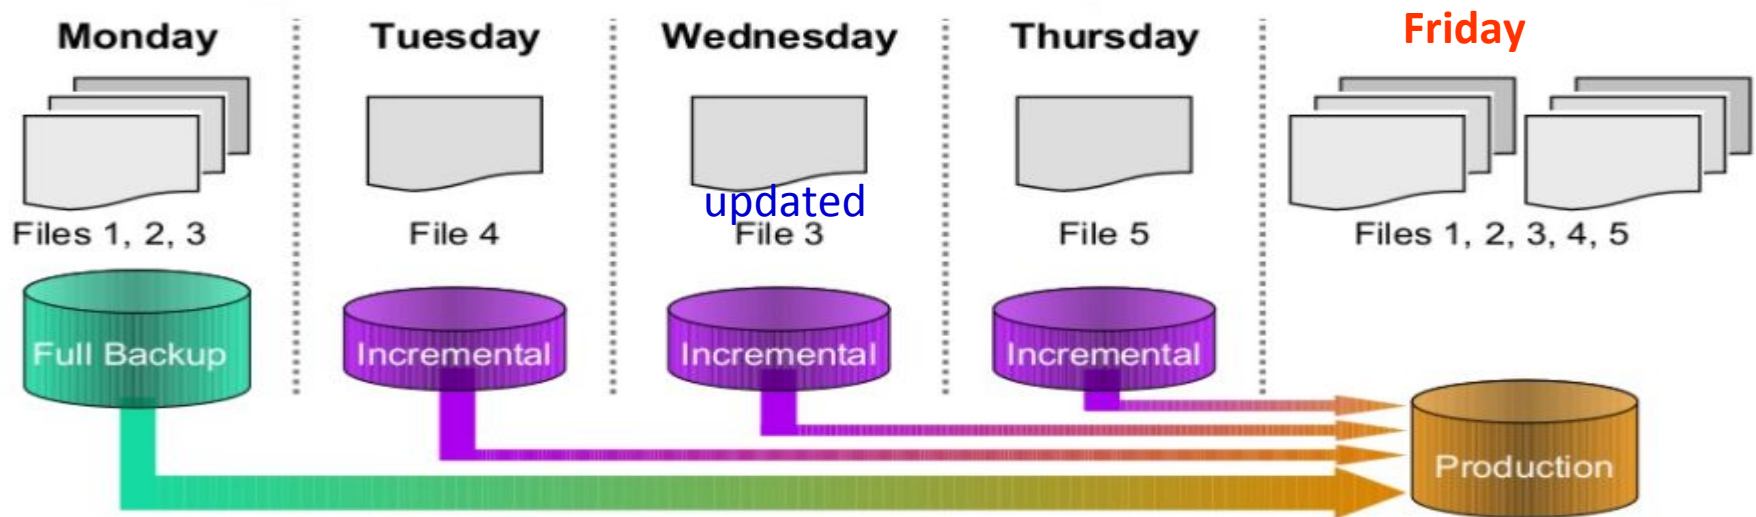 Monday
Tuesday
Wednesday
Thursday
Friday
updated
Files 1, 2, 3
File 4
File 3
File 5
Files 1, 2, 3, 4, 5
Full Backup
Incremental
Incremental
Incremental
Production